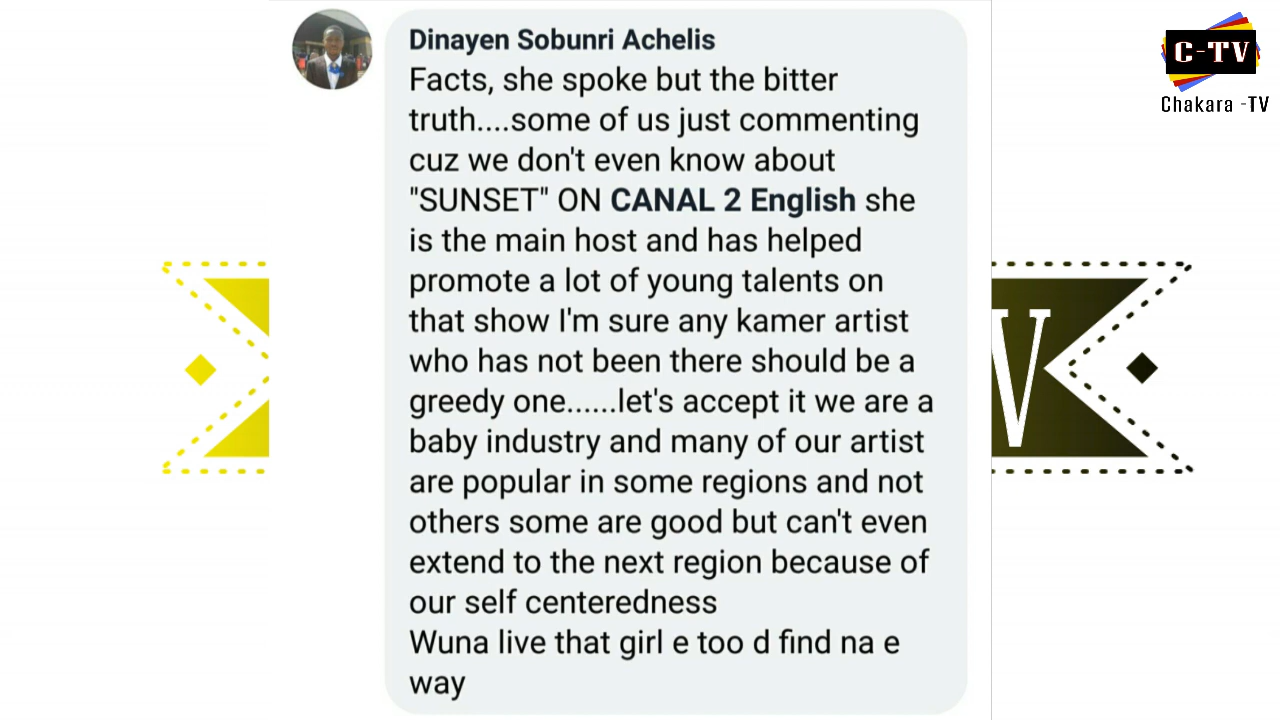 Dinayen Sobunri Achelis
Facts, she spoke but the bitter
truth....some of us just commenting
cuz we don't even know about
"SUNSET" ON CANAL 2 English she
is the main host and has helped
promote a lot of young talents on
that show I'm sure any kamer artist
who has not been there should be a
greedy one......let's accept it we are a
baby industry and many of our artist
are popular in some regions and not
others some are good but can't even
extend to the next region because of
our self centeredness
Wuna live that girl e too d find na e
way
C-TV
Chakara -TV
V